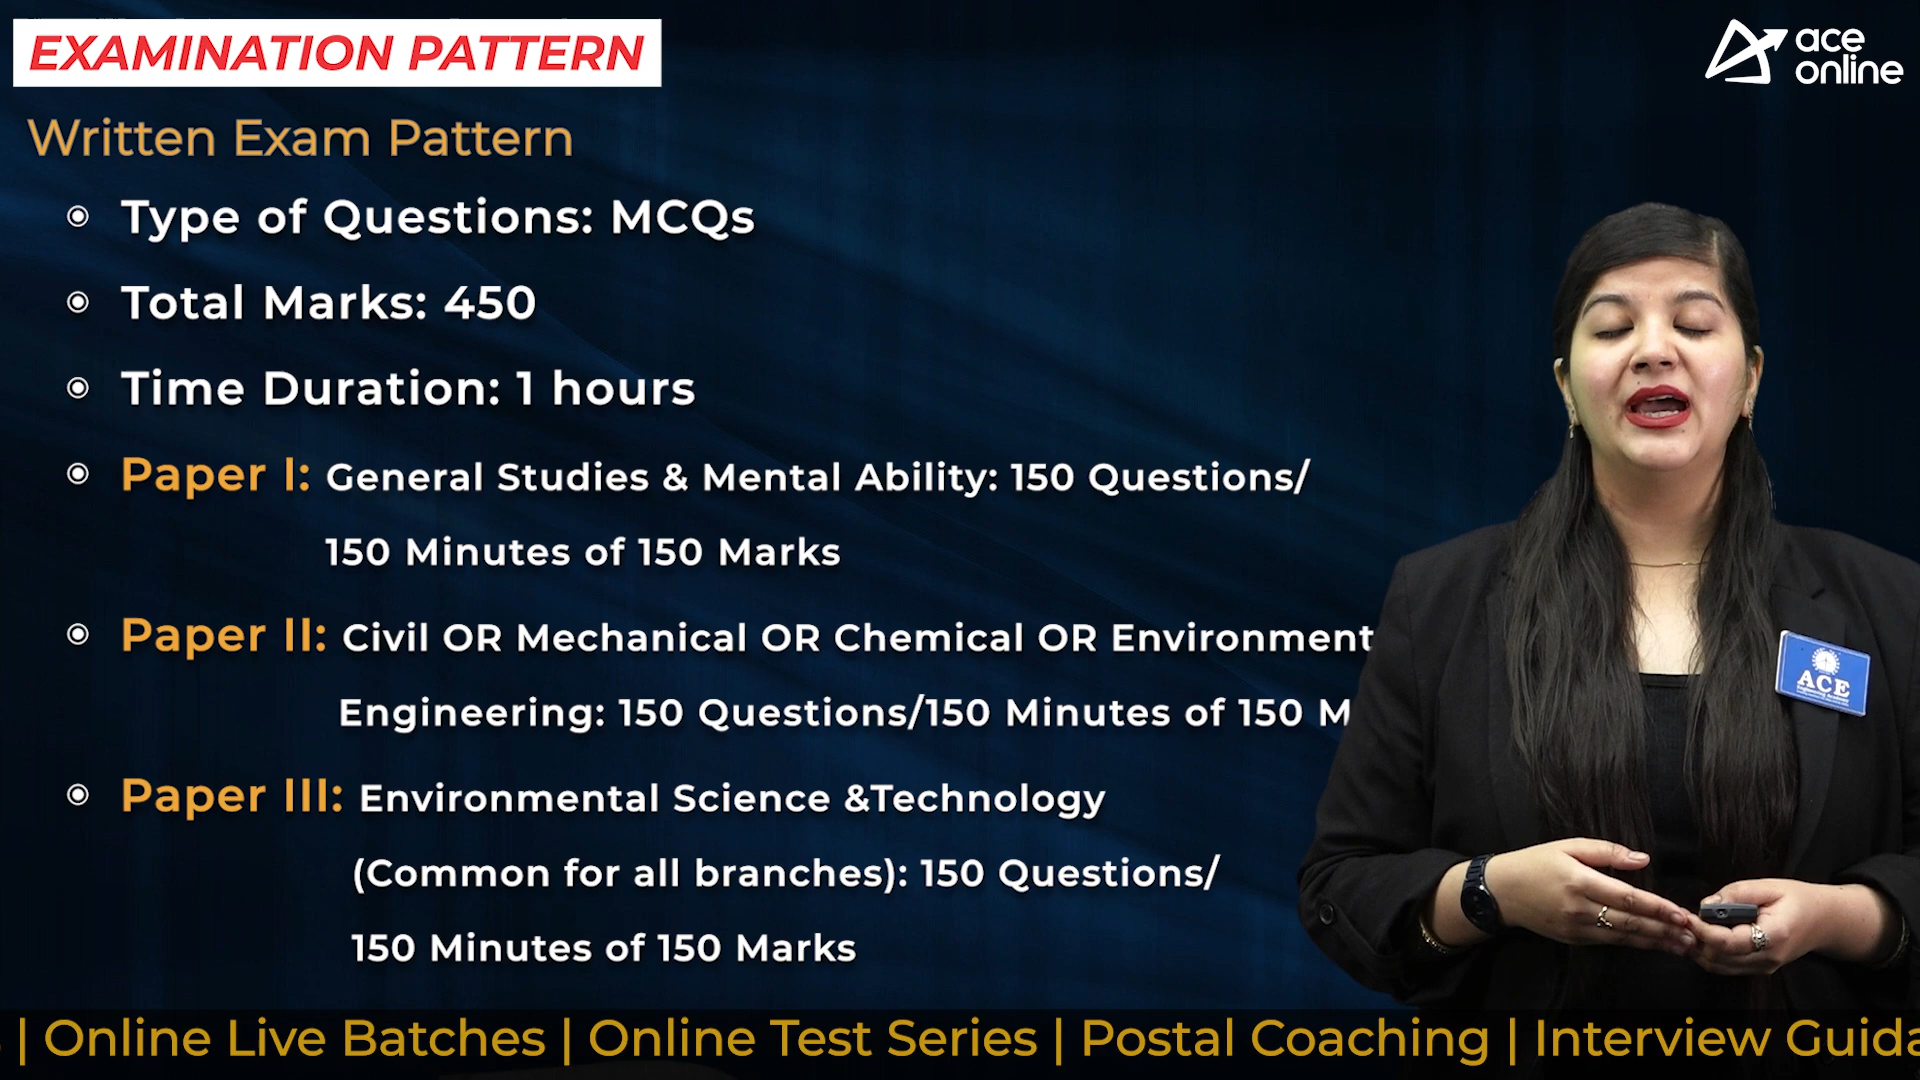 EXAMINATION PATTERN
ace
online
Written Exam Pattern
Type of Questions: MCQs
Total Marks: 450
Time Duration: 1 hours
Paper I: General Studies & Mental Ability: 150 Questions/
150 Minutes of 150 Marks
Paper II: Civil OR Mechanical OR Chemical OR Environment
Engineering: 150 Questions/150 Minutes of 150 M
Paper III: Environmental Science &Technology
(Common for all branches): 150 Questions/
150 Minutes of 150 Marks
ACE
| Online Live Batches | Online Test Series | Postal Coaching | Interview Guida